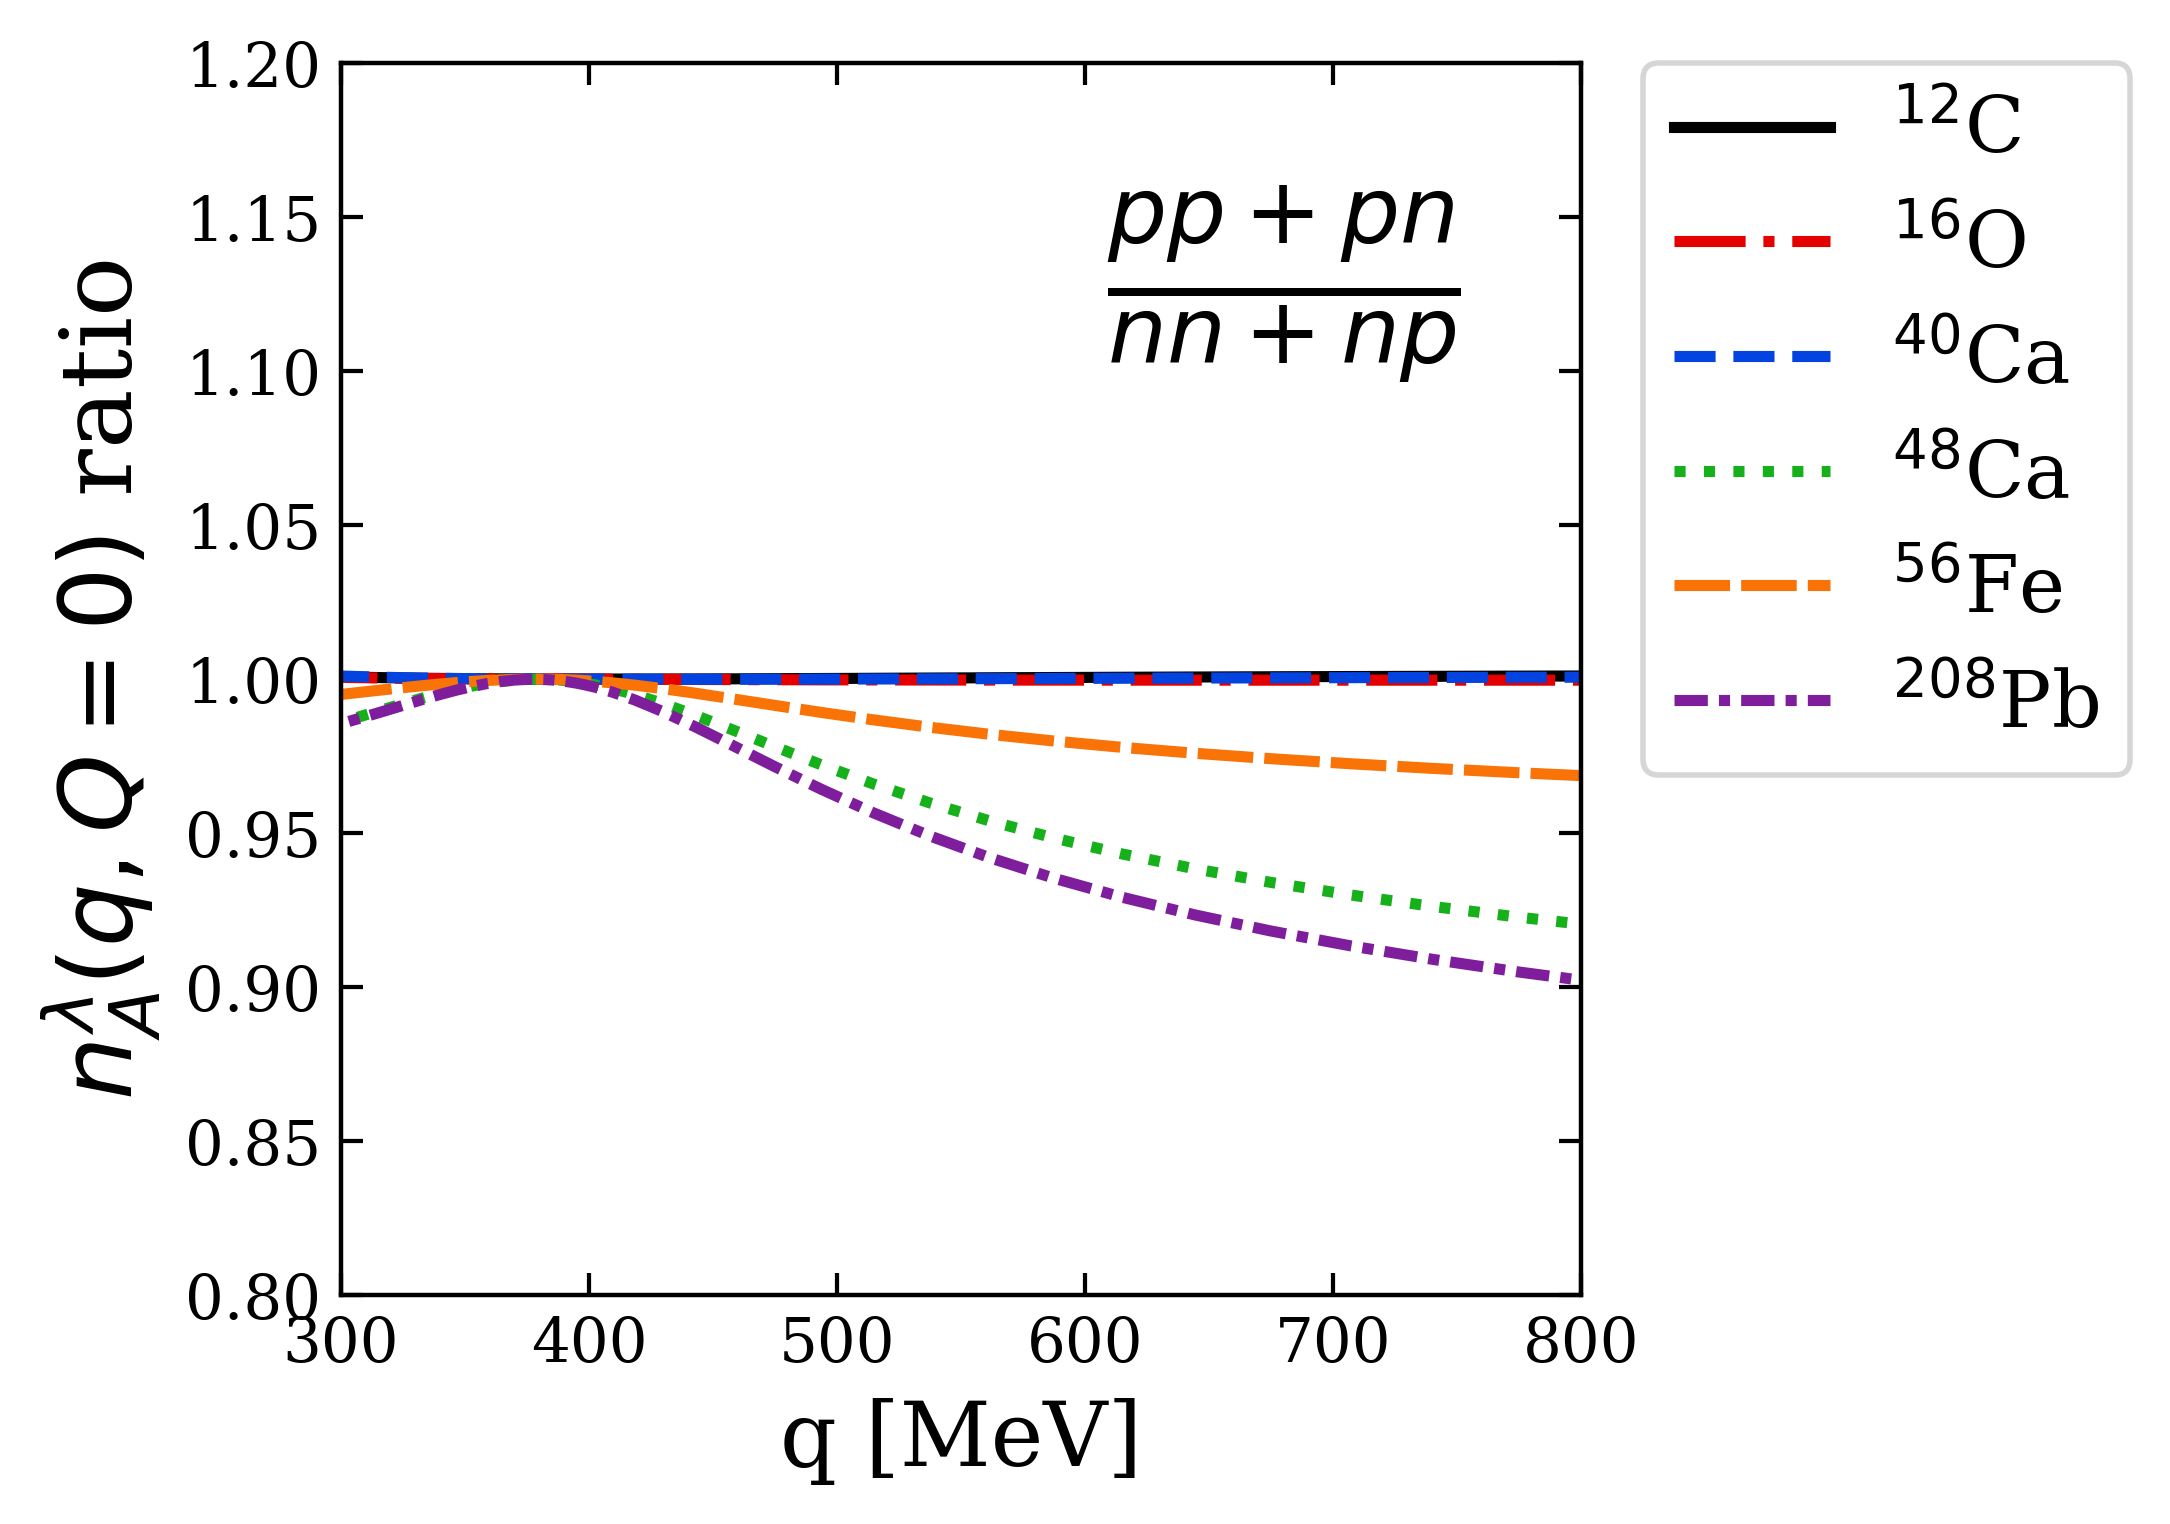 1.20
1.15
1.10
1.05
1.00
0.95
0.90
0.85
0.80
300 400 500 600 700 800
q [MeV]
n_A^λ(q, Q = 0) ratio
pp + pn
nn + np
¹²C
¹⁶O
⁴⁰Ca
⁴⁸Ca
⁵⁶Fe
²⁰⁸Pb